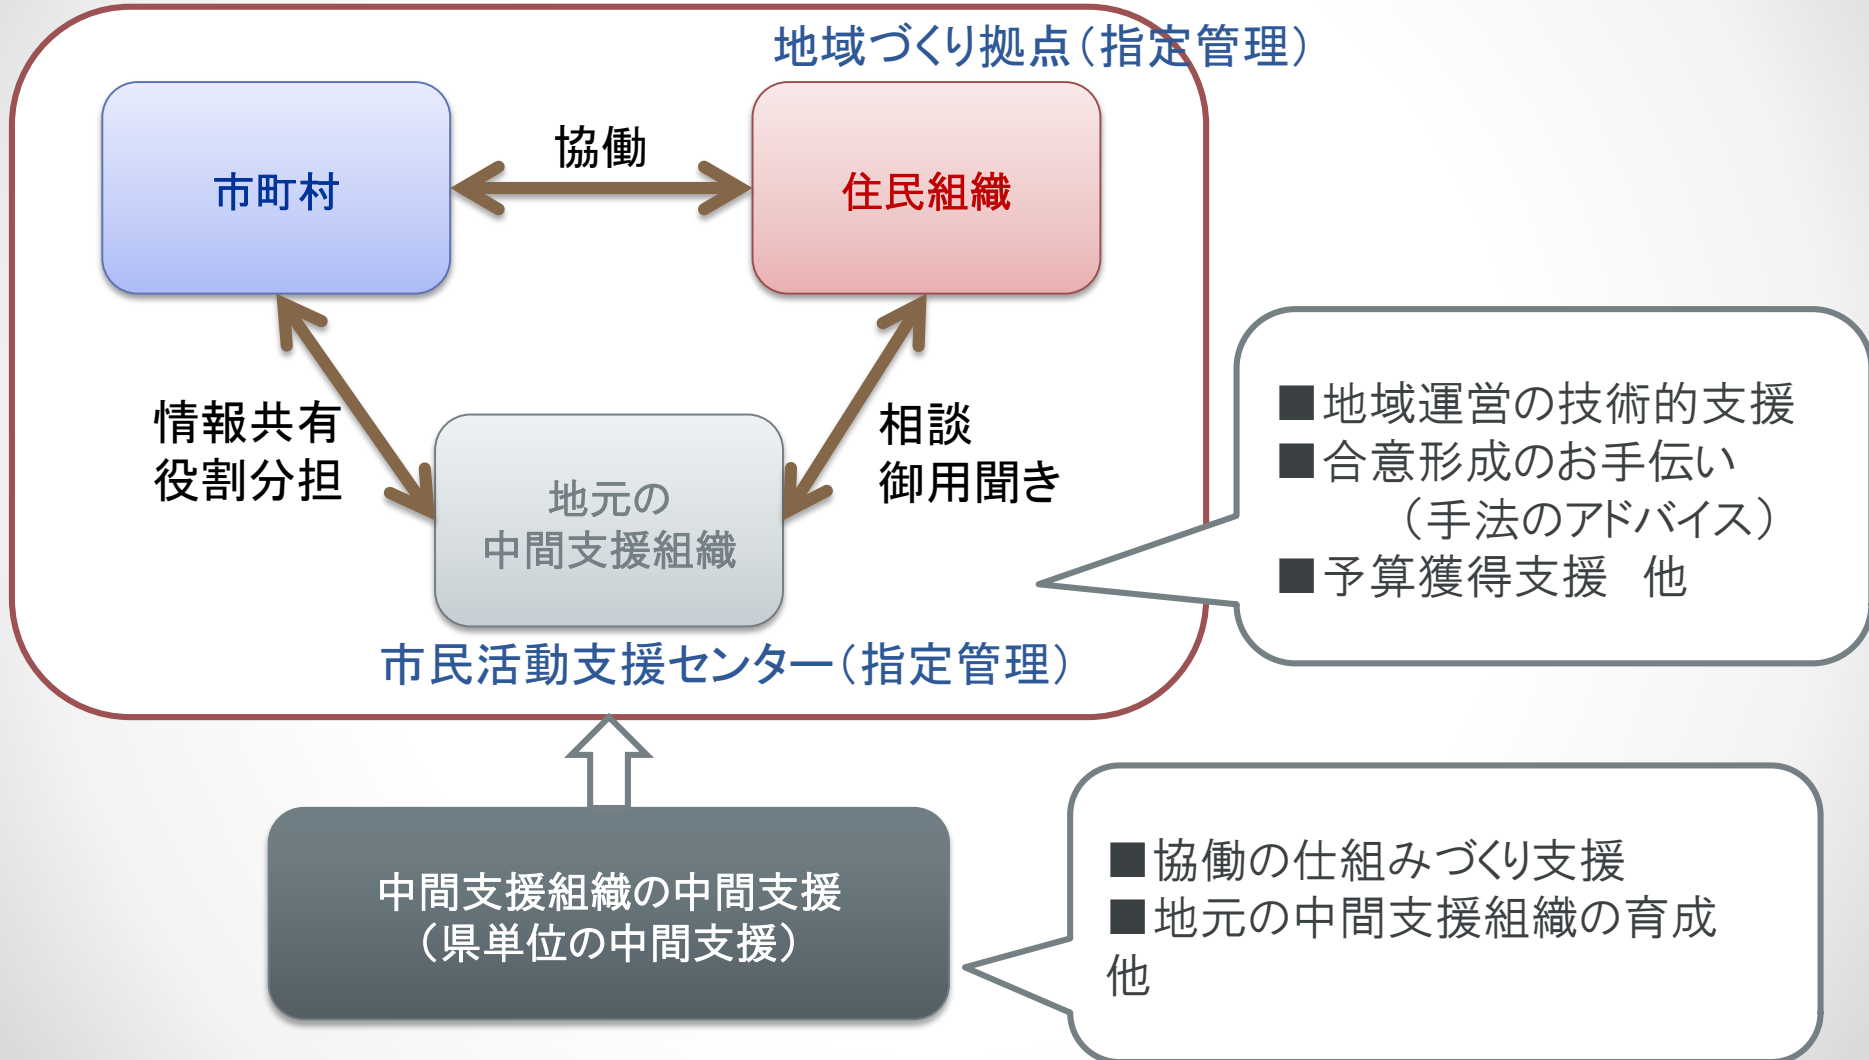 地域づくり拠点（指定管理）
市町村
協働
住民組織
情報共有
役割分担
相談
御用聞き
地元の
中間支援組織
市民活動支援センター（指定管理）
■地域運営の技術的支援
■合意形成のお手伝い
（手法のアドバイス）
■予算獲得支援　他
中間支援組織の中間支援
（県単位の中間支援）
■協働の仕組みづくり支援
■地元の中間支援組織の育成
他